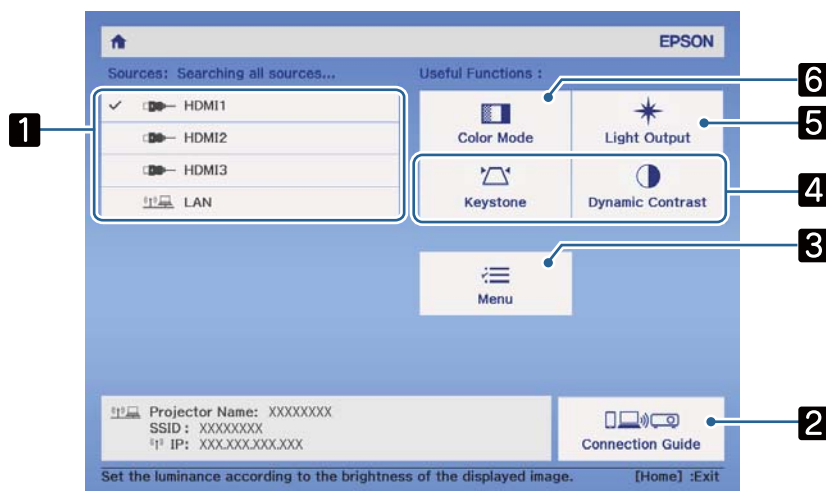 EPSON
Sources: Searching all sources...
Useful Functions :
1
HDMI1
HDMI2
HDMI3
LAN
Color Mode
6
Light Output
5
Keystone
Dynamic Contrast
4
3
Menu
Projector Name: XXXXXXXX
SSID : XXXXXXXX
IP: XXX.XXX.XXX.XXX
Connection Guide
2
Set the luminance according to the brightness of the displayed image.
[Home] :Exit